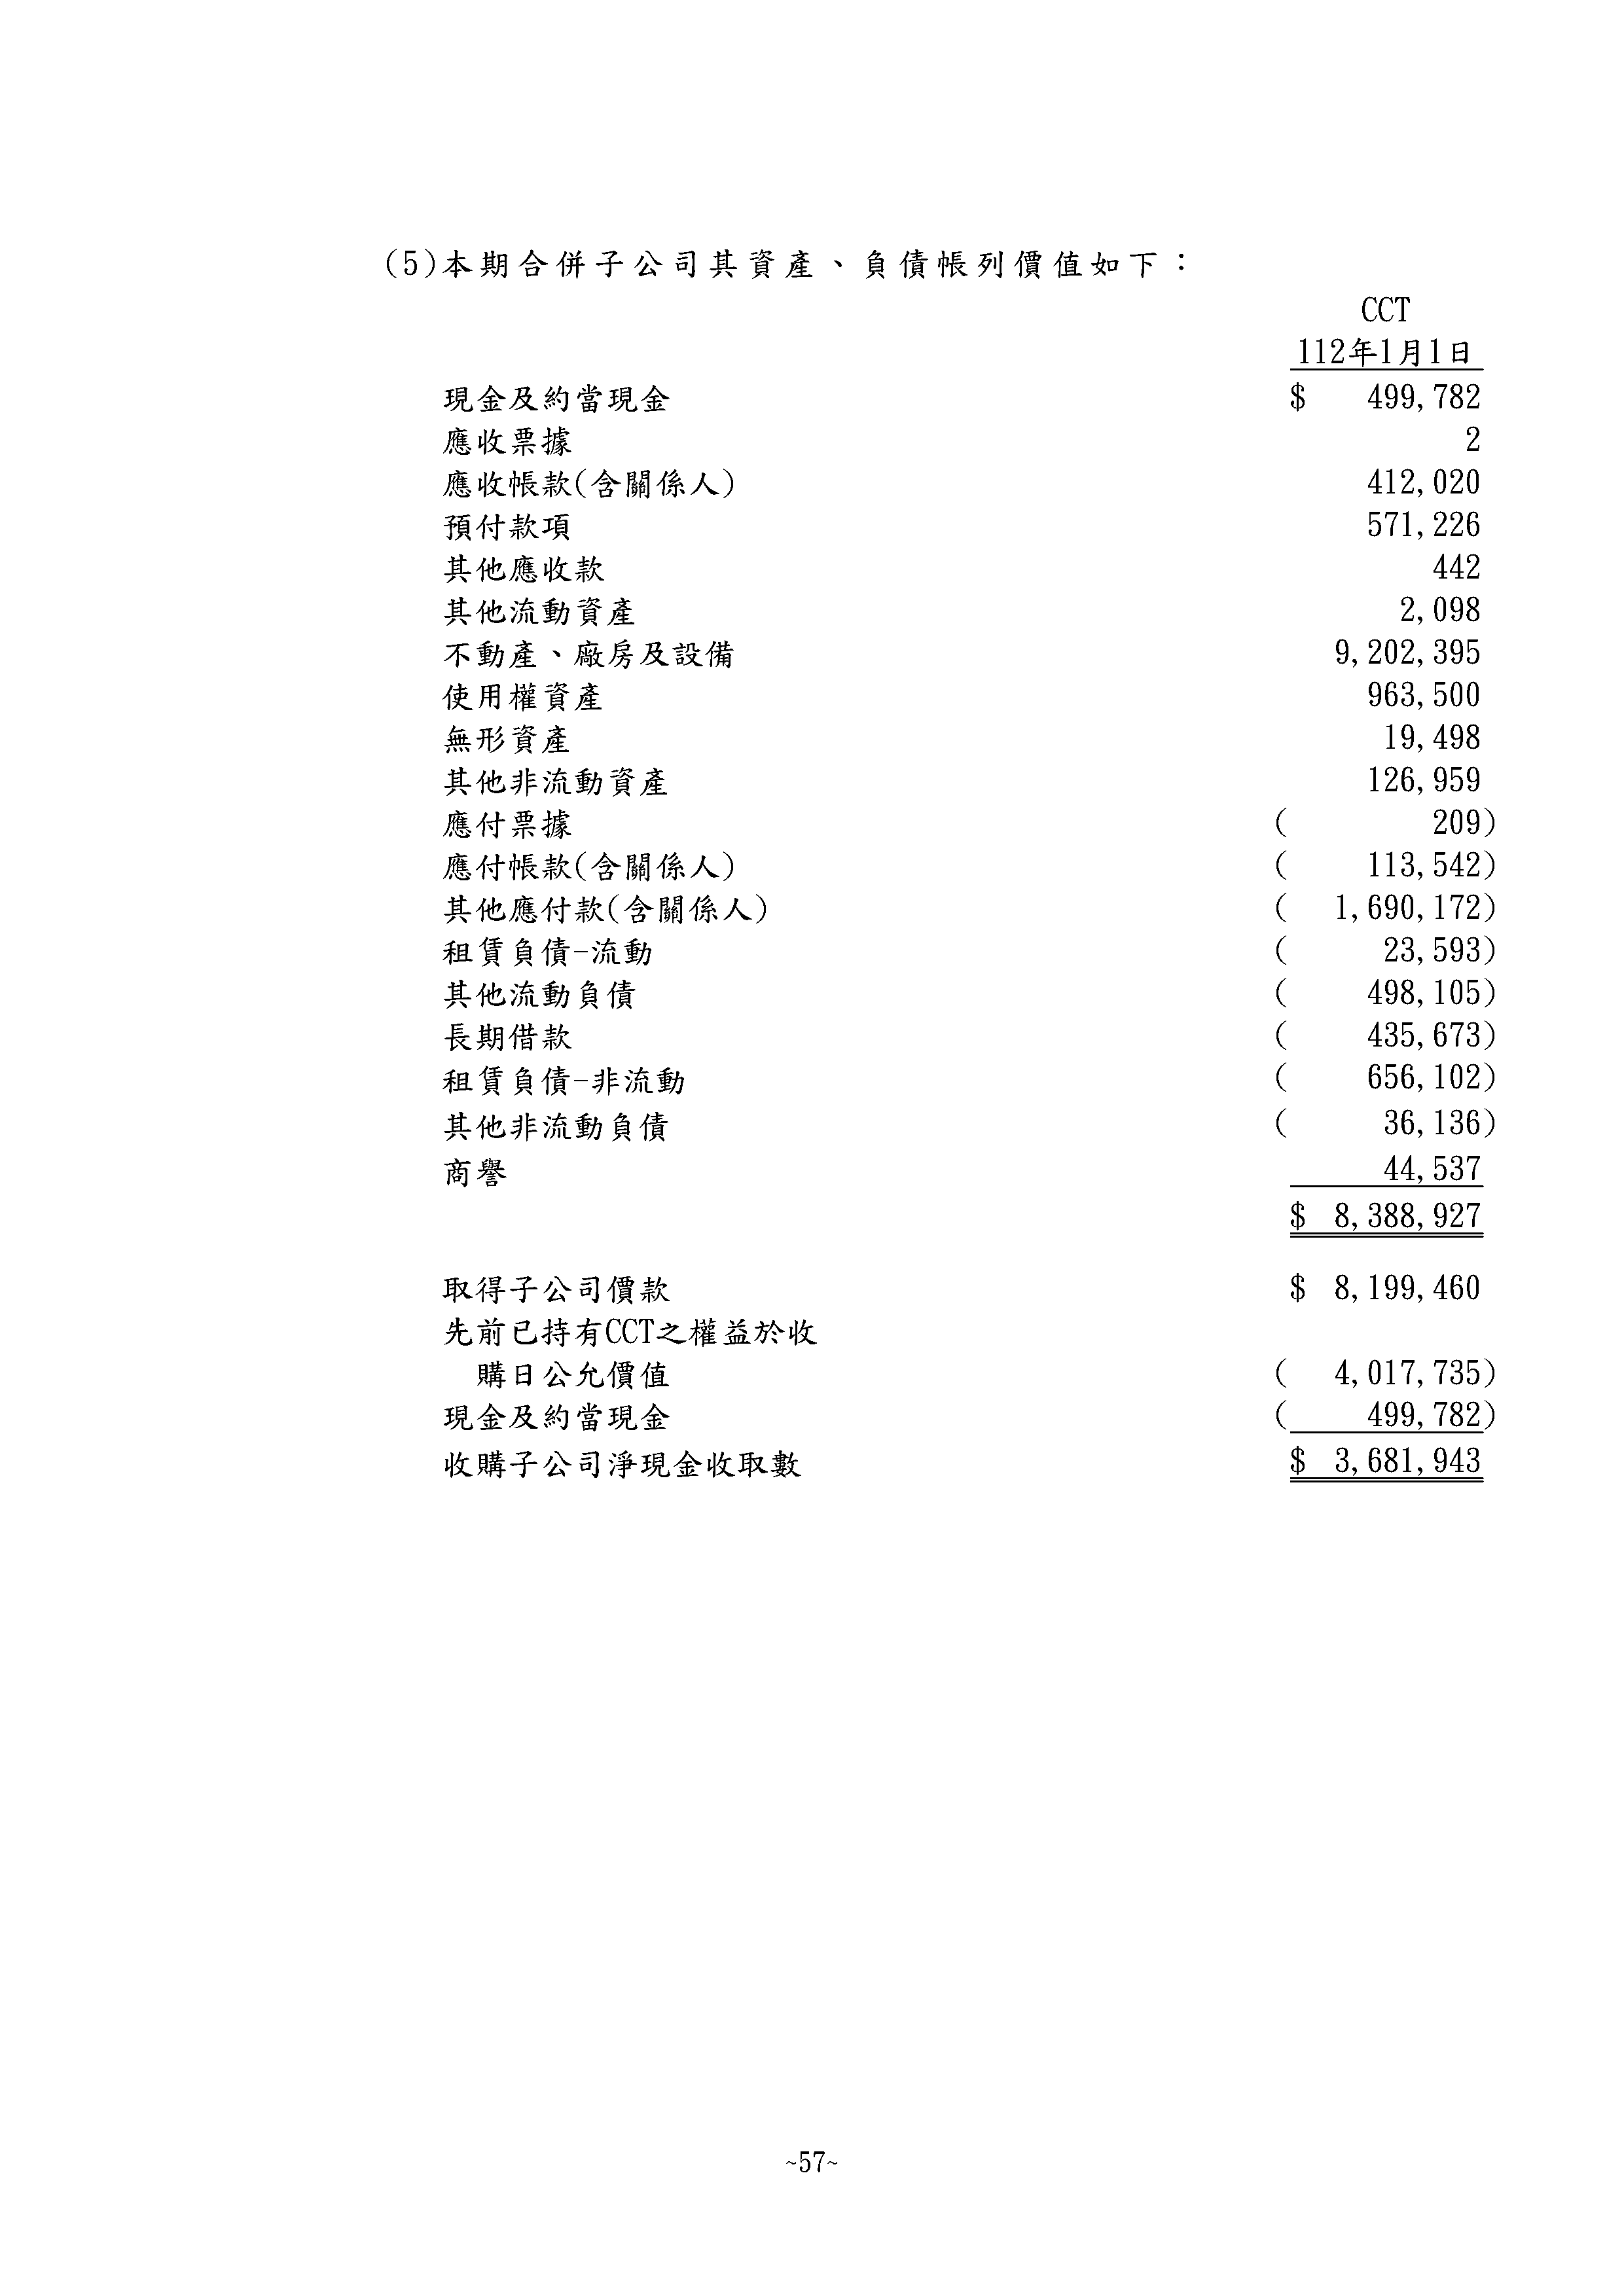 (5)本期合併子公司其資產、負債帳列價值如下：
CCT
112年1月1日
現金及約當現金 $ 499,782
應收票據 2
應收帳款(含關係人) 412,020
預付款項 571,226
其他應收款 442
其他流動資產 2,098
不動產、廠房及設備 9,202,395
使用權資產 963,500
無形資產 19,498
其他非流動資產 126,959
應付票據 ( 209)
應付帳款(含關係人) ( 113,542)
其他應付款(含關係人) ( 1,690,172)
租賃負債-流動 ( 23,593)
其他流動負債 ( 498,105)
長期借款 ( 435,673)
租賃負債-非流動 ( 656,102)
其他非流動負債 ( 36,136)
商譽 44,537
$ 8,388,927
取得子公司價款 $ 8,199,460
先前已持有CCT之權益於收
購日公允價值 ( 4,017,735)
現金及約當現金 ( 499,782)
收購子公司淨現金收取數 $ 3,681,943
~57~